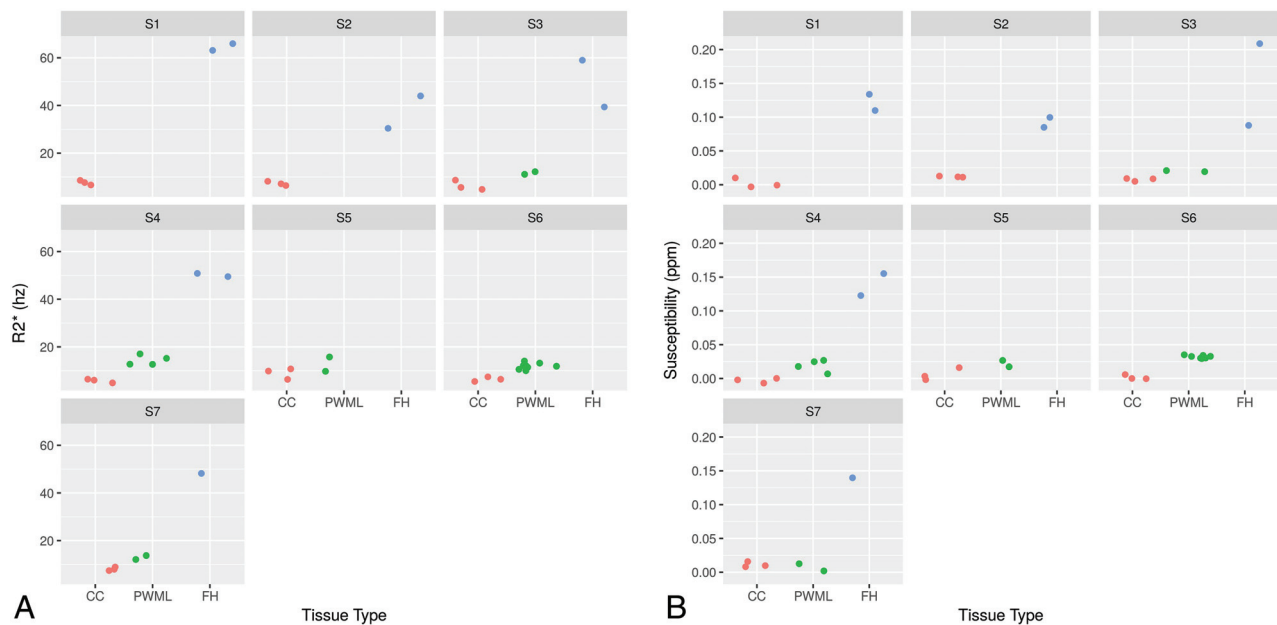 S1 S2 S3
60
40
20
S4 S5 S6
60
40
20
CC PWML FH CC PWML FH
S7
60
40
20
CC PWML FH
R2* (hz)
Tissue Type
A
S1 S2 S3
0.20
0.15
0.10
0.05
0.00
S4 S5 S6
0.20
0.15
0.10
0.05
0.00
CC PWML FH CC PWML FH
S7
0.20
0.15
0.10
0.05
0.00
CC PWML FH
Susceptibility (ppm)
Tissue Type
B